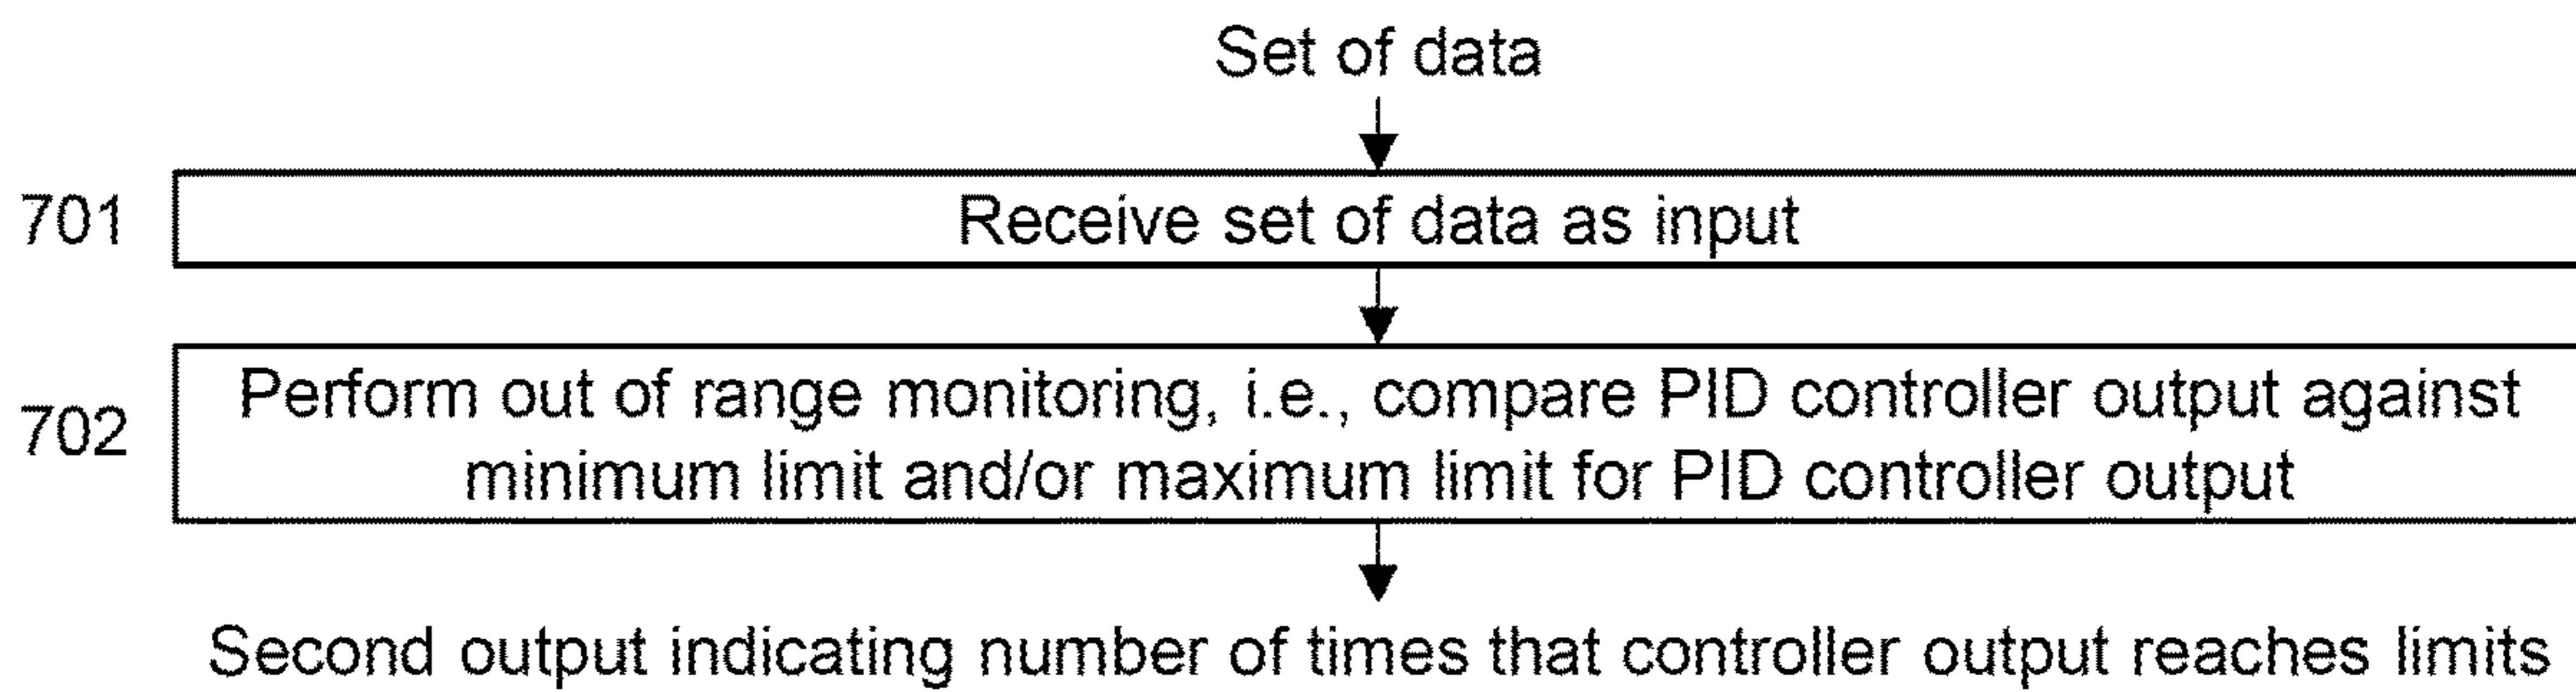 Set of data
701
Receive set of data as input
702
Perform out of range monitoring, i.e., compare PID controller output against
minimum limit and/or maximum limit for PID controller output
Second output indicating number of times that controller output reaches limits